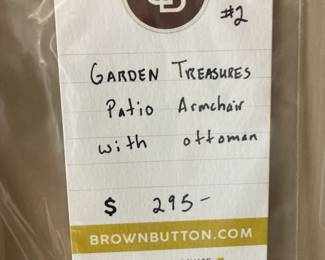 #2
GARDEN TREASURES
Patio Armchair
with ottoman
$ 295-
BROWNBUTTON.COM